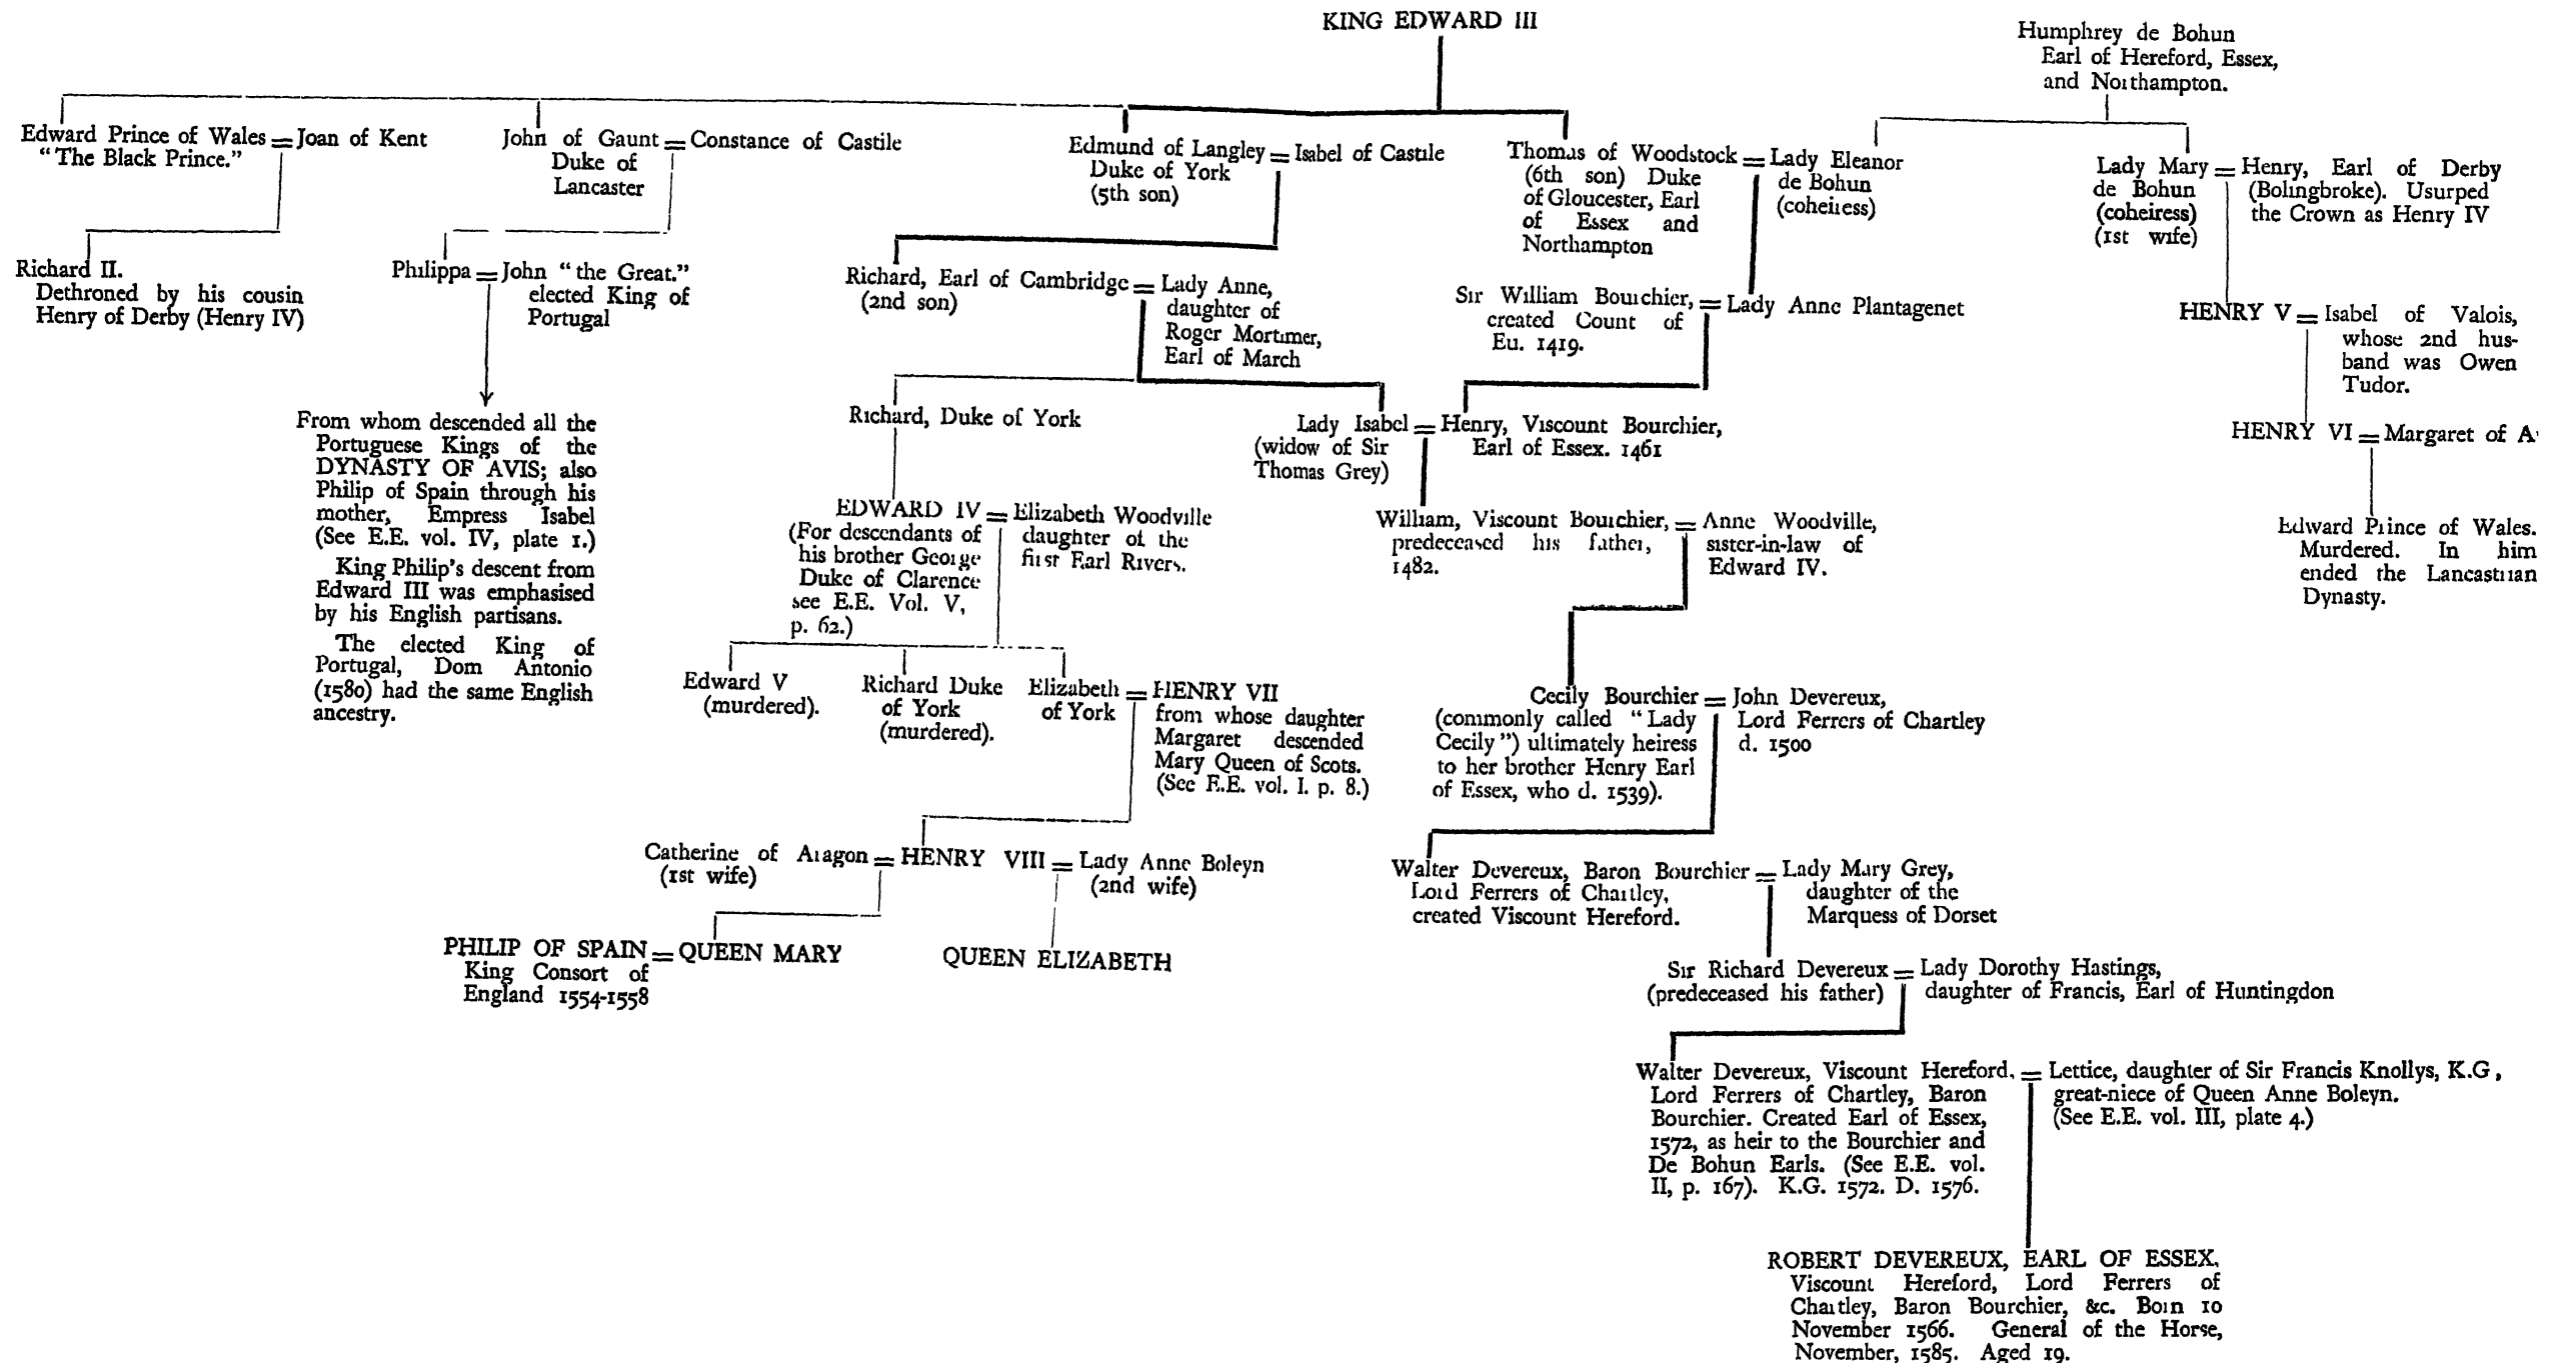 KING EDWARD III
Humphrey de Bohun
Earl of Hereford, Essex,
and Northampton.
Edward Prince of Wales = Joan of Kent
"The Black Prince."
John of Gaunt = Constance of Castile
Duke of
Lancaster
Edmund of Langley = Isabel of Castile
Duke of York
(5th son)
Thomas of Woodstock = Lady Eleanor
(6th son) Duke
of Gloucester, Earl
of Essex and
Northampton
de Bohun
(coheiress)
Lady Mary = Henry, Earl of Derby
de Bohun
(coheiress)
(1st wife)
(Bolingbroke). Usurped
the Crown as Henry IV
Richard II.
Dethroned by his cousin
Henry of Derby (Henry IV)
Philippa = John "the Great."
elected King of
Portugal
Richard, Earl of Cambridge = Lady Anne,
(2nd son)
daughter of
Roger Mortimer,
Earl of March
Sir William Bourchier, = Lady Anne Plantagenet
created Count of
Eu. 1419.
HENRY V = Isabel of Valois,
whose 2nd hus-
band was Owen
Tudor.
From whom descended all the
Portuguese Kings of the
DYNASTY OF AVIS; also
Philip of Spain through his
mother, Empress Isabel
(See E.E. vol. IV, plate 1.)
King Philip's descent from
Edward III was emphasised
by his English partisans.
The elected King of
Portugal, Dom Antonio
(1580) had the same English
ancestry.
Richard, Duke of York
Lady Isabel = Henry, Viscount Bourchier,
(widow of Sir
Thomas Grey)
Earl of Essex. 1461
HENRY VI = Margaret of
EDWARD IV = Elizabeth Woodville
(For descendants of
his brother George
Duke of Clarence
see E.E. Vol. V,
p. 62.)
daughter of the
first Earl Rivers.
William, Viscount Bourchier, = Anne Woodville,
predeceased his father,
1482.
sister-in-law of
Edward IV.
Edward Prince of Wales.
Murdered. In him
ended the Lancastrian
Dynasty.
Edward V
(murdered).
Richard Duke
of York
(murdered).
Elizabeth = HENRY VII
of York
from whose daughter
Margaret descended
Mary Queen of Scots.
(See E.E. vol. I. p. 8.)
Cecily Bourchier = John Devereux,
(commonly called "Lady
Cecily") ultimately heiress
to her brother Henry Earl
of Essex, who d. 1539).
Lord Ferrers of Chartley
d. 1500
Catherine of Aragon = HENRY VIII = Lady Anne Boleyn
(1st wife)
(2nd wife)
Walter Devereux, Baron Bourchier = Lady Mary Grey,
Lord Ferrers of Chartley,
created Viscount Hereford.
daughter of the
Marquess of Dorset
PHILIP OF SPAIN = QUEEN MARY
King Consort of
England 1554-1558
QUEEN ELIZABETH
Sir Richard Devereux = Lady Dorothy Hastings,
(predeceased his father)
daughter of Francis, Earl of Huntingdon
Walter Devereux, Viscount Hereford. = Lettice, daughter of Sir Francis Knollys, K.G,
Lord Ferrers of Chartley, Baron
Bourchier. Created Earl of Essex,
1572, as heir to the Bourchier and
De Bohun Earls. (See E.E. vol.
II, p. 167). K.G. 1572. D. 1576.
great-niece of Queen Anne Boleyn.
(See E.E. vol. III, plate 4.)
ROBERT DEVEREUX, EARL OF ESSEX,
Viscount Hereford, Lord Ferrers of
Chartley, Baron Bourchier, &c. Born 10
November 1566. General of the Horse,
November, 1585. Aged 19.